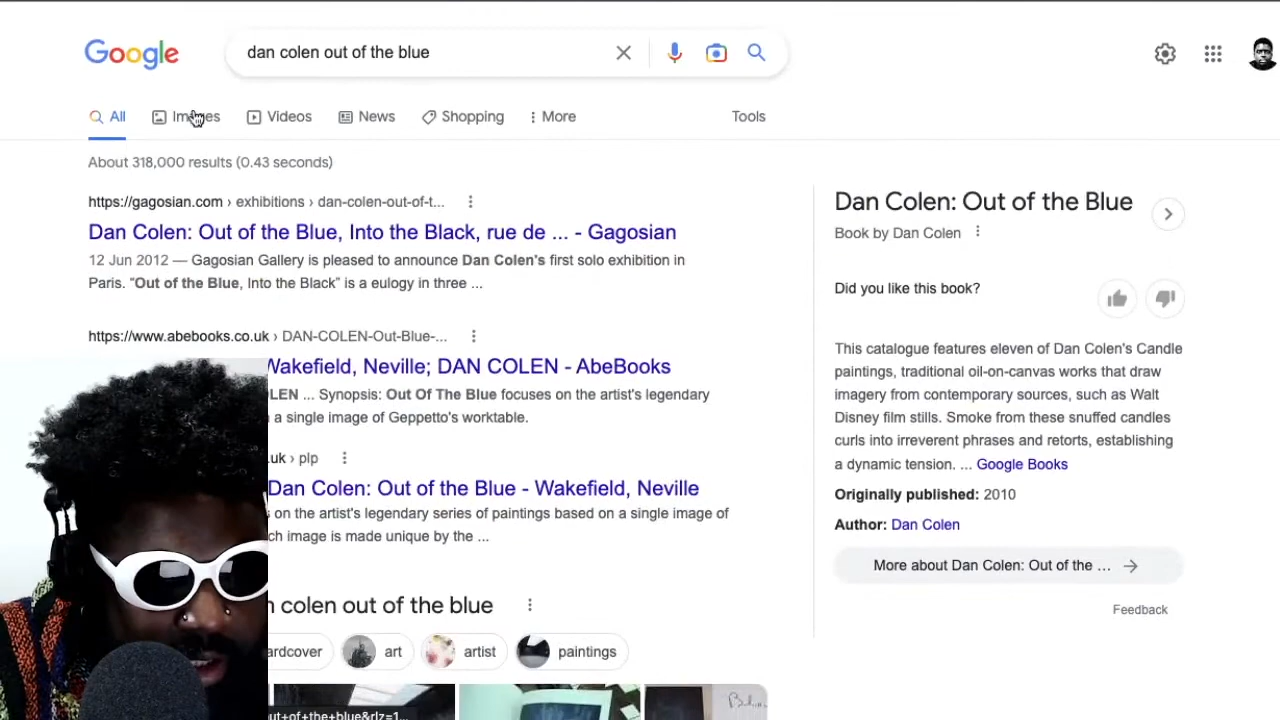 Google
dan colen out of the blue
All Images Videos News Shopping More Tools
About 318,000 results (0.43 seconds)
https://gagosian.com › exhibitions › dan-colen-out-of-t...
Dan Colen: Out of the Blue, Into the Black, rue de ... - Gagosian
12 Jun 2012 — Gagosian Gallery is pleased to announce Dan Colen's first solo exhibition in
Paris. “Out of the Blue, Into the Black” is a eulogy in three ...
https://www.abebooks.co.uk › DAN-COLEN-Out-Blue-...
Wakefield, Neville; DAN COLEN - AbeBooks
LEN ... Synopsis: Out Of The Blue focuses on the artist's legendary
a single image of Geppetto's worktable.
.uk › plp
Dan Colen: Out of the Blue - Wakefield, Neville
on the artist's legendary series of paintings based on a single image of
ch image is made unique by the ...
n colen out of the blue
ardcover art artist paintings
ut+of+the+blue&rlz=1...
Dan Colen: Out of the Blue
Book by Dan Colen
Did you like this book?
This catalogue features eleven of Dan Colen's Candle
paintings, traditional oil-on-canvas works that draw
imagery from contemporary sources, such as Walt
Disney film stills. Smoke from these snuffed candles
curls into irreverent phrases and retorts, establishing
a dynamic tension. ... Google Books
Originally published: 2010
Author: Dan Colen
More about Dan Colen: Out of the ...
Feedback